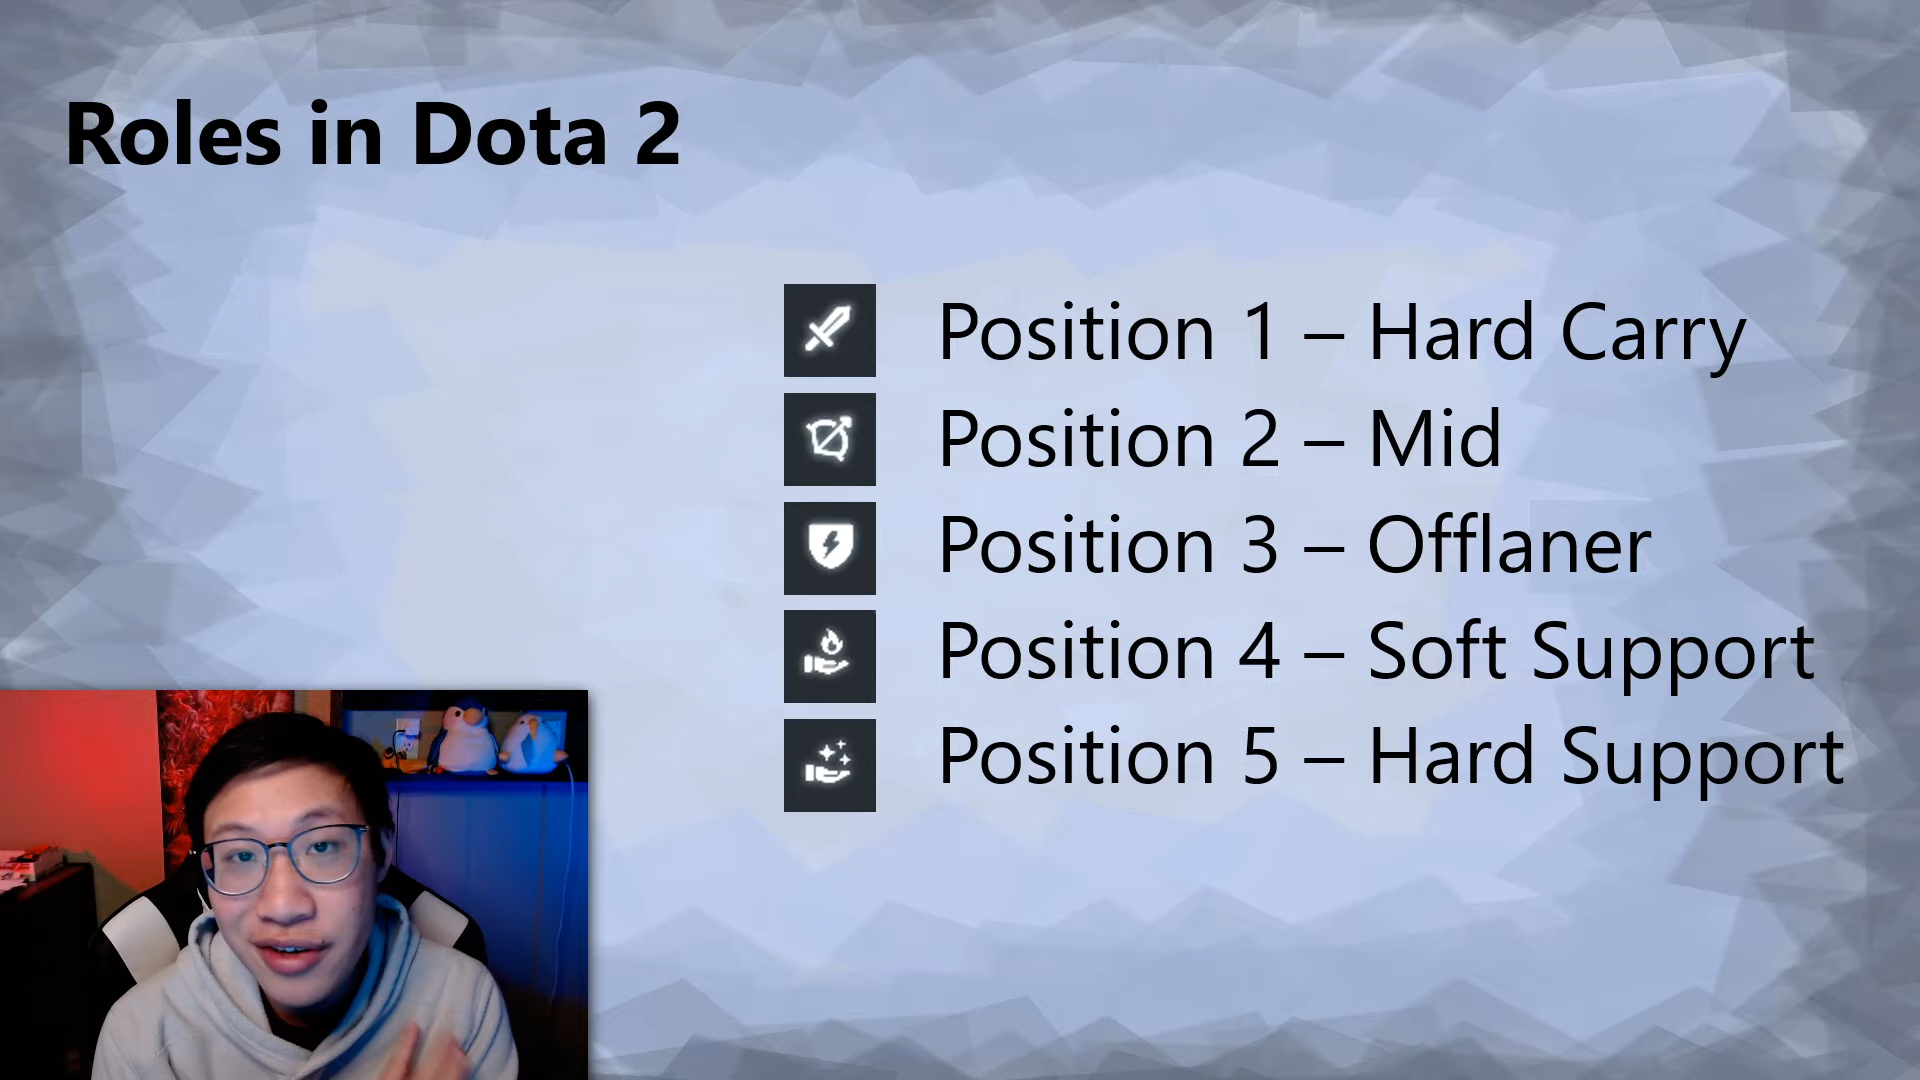 Roles in Dota 2
Position 1 – Hard Carry
Position 2 – Mid
Position 3 – Offlaner
Position 4 – Soft Support
Position 5 – Hard Support